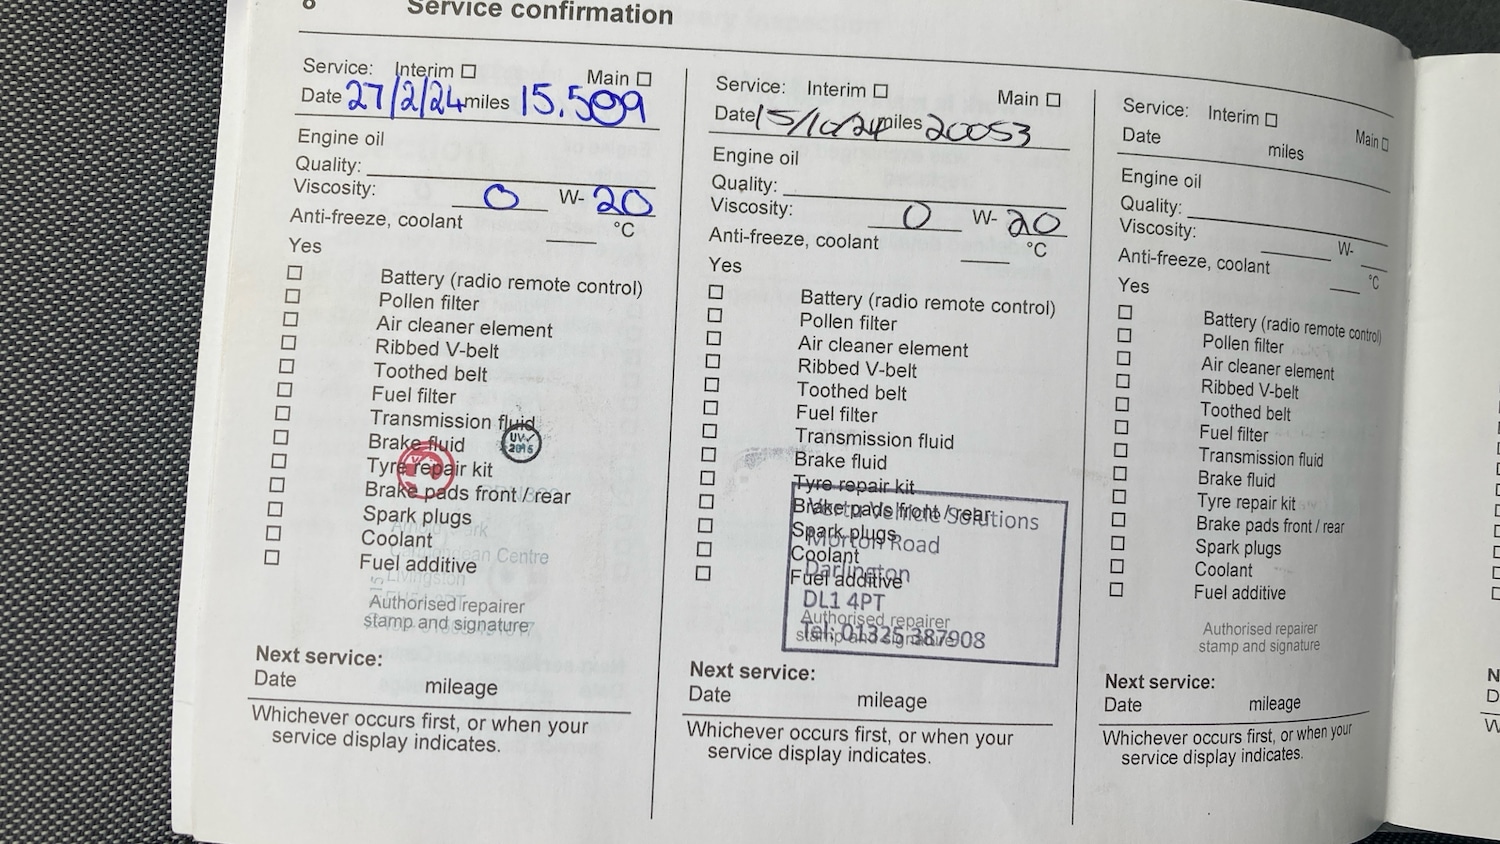 8 Service confirmation
Service: Interim Main
Date 27/2/24 miles 15.509
Engine oil
Quality:
Viscosity: 0 W- 20
Anti-freeze, coolant °C
Yes
Battery (radio remote control)
Pollen filter
Air cleaner element
Ribbed V-belt
Toothed belt
Fuel filter
Transmission fluid
Brake fluid
Tyre repair kit
Brake pads front / rear
Spark plugs
Coolant
Fuel additive
UV
2015
Centre
Livingston
Authorised repairer
stamp and signature
Next service:
Date mileage
Whichever occurs first, or when your
service display indicates.
Service: Interim Main
Date 15/10/24 miles 20053
Engine oil
Quality:
Viscosity: 0 W- 20
Anti-freeze, coolant °C
Yes
Battery (radio remote control)
Pollen filter
Air cleaner element
Ribbed V-belt
Toothed belt
Fuel filter
Transmission fluid
Brake fluid
Tyre repair kit
Brake pads front / rear
Spark plugs
Coolant
Fuel additive
Vehicle Solutions
Morton Road
Darlington
DL1 4PT
Tel: 01325 387908
Authorised repairer
stamp and signature
Next service:
Date mileage
Whichever occurs first, or when your
service display indicates.
Service: Interim Main
Date miles
Engine oil
Quality:
Viscosity: W-
Anti-freeze, coolant °C
Yes
Battery (radio remote control)
Pollen filter
Air cleaner element
Ribbed V-belt
Toothed belt
Fuel filter
Transmission fluid
Brake fluid
Tyre repair kit
Brake pads front / rear
Spark plugs
Coolant
Fuel additive
Authorised repairer
stamp and signature
Next service:
Date mileage
Whichever occurs first, or when your
service display indicates.